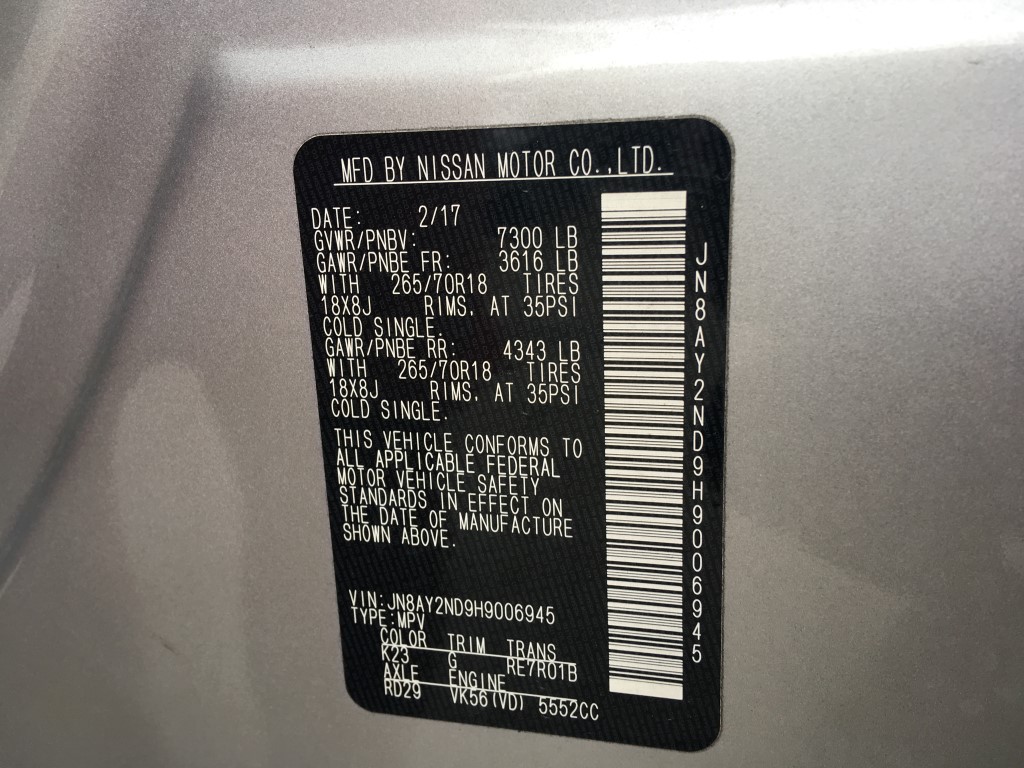 MFD BY NISSAN MOTOR CO.,LTD.
DATE: 2/17
GVWR/PNBV: 7300 LB
GAWR/PNBE FR: 3616 LB
WITH 265/70R18 TIRES
18X8J RIMS, AT 35PSI
COLD SINGLE.
GAWR/PNBE RR: 4343 LB
WITH 265/70R18 TIRES
18X8J RIMS, AT 35PSI
COLD SINGLE.
THIS VEHICLE CONFORMS TO
ALL APPLICABLE FEDERAL
MOTOR VEHICLE SAFETY
STANDARDS IN EFFECT ON
THE DATE OF MANUFACTURE
SHOWN ABOVE.
VIN:JN8AY2ND9H9006945
TYPE:MPV
COLOR TRIM TRANS
K23 G RE7R01B
AXLE ENGINE
RD29 VK56(VD) 5552CC
JN8AY2ND9H9006945